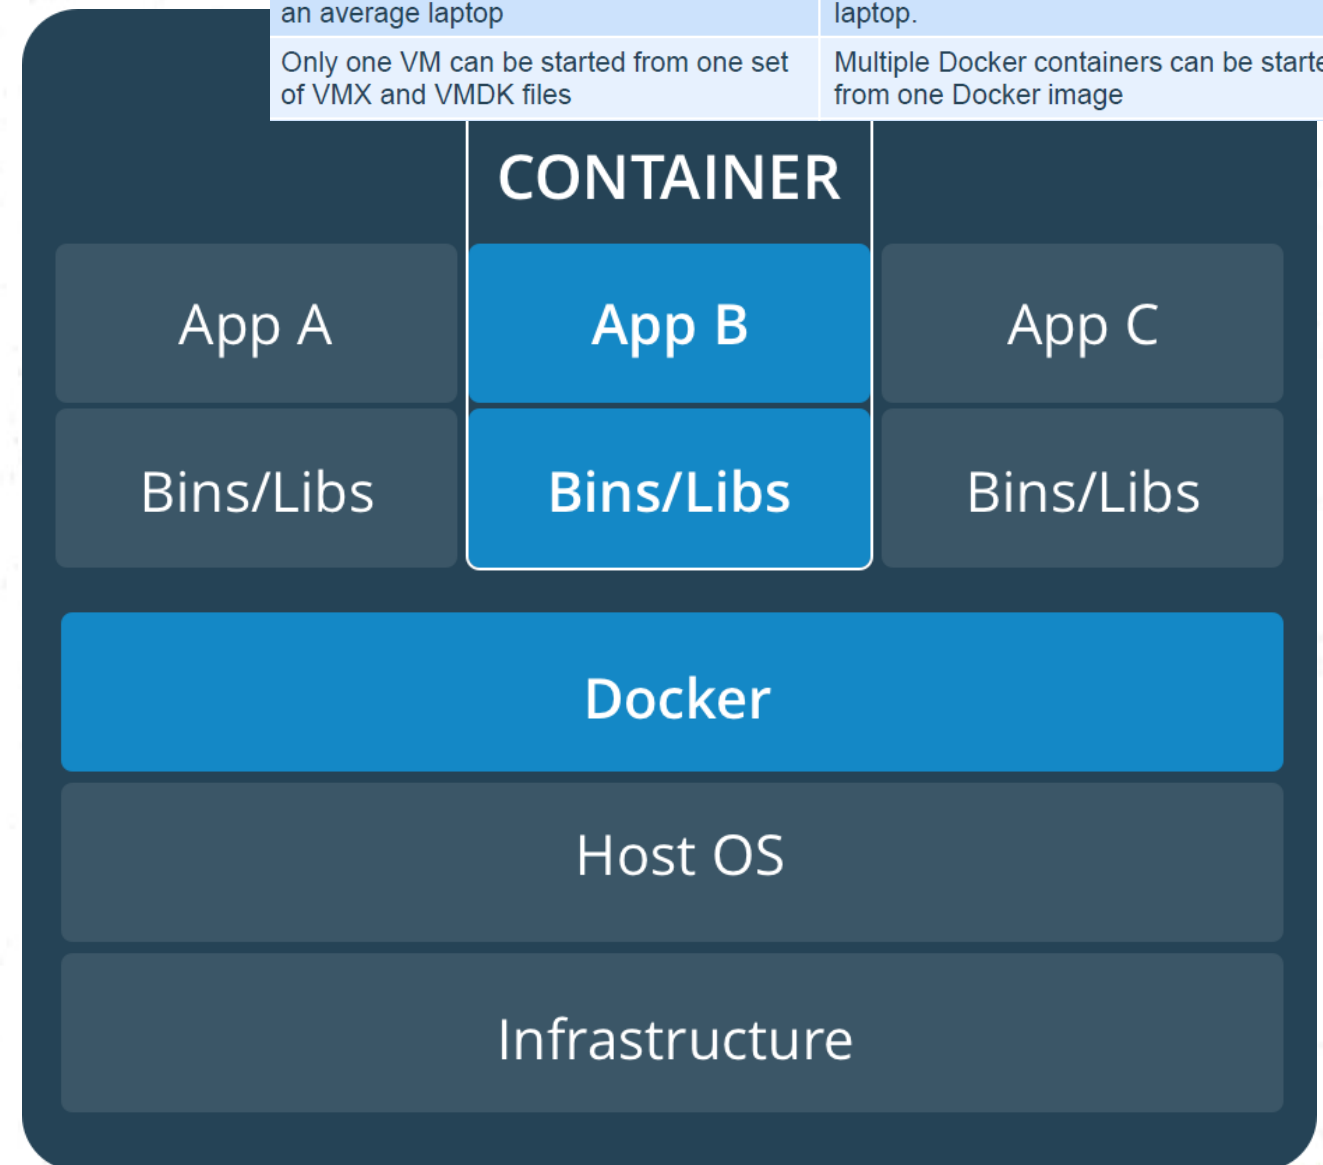 an average laptop
laptop.
Only one VM can be started from one set
of VMX and VMDK files
Multiple Docker containers can be starte
from one Docker image
CONTAINER
App A
App B
App C
Bins/Libs
Bins/Libs
Bins/Libs
Docker
Host OS
Infrastructure